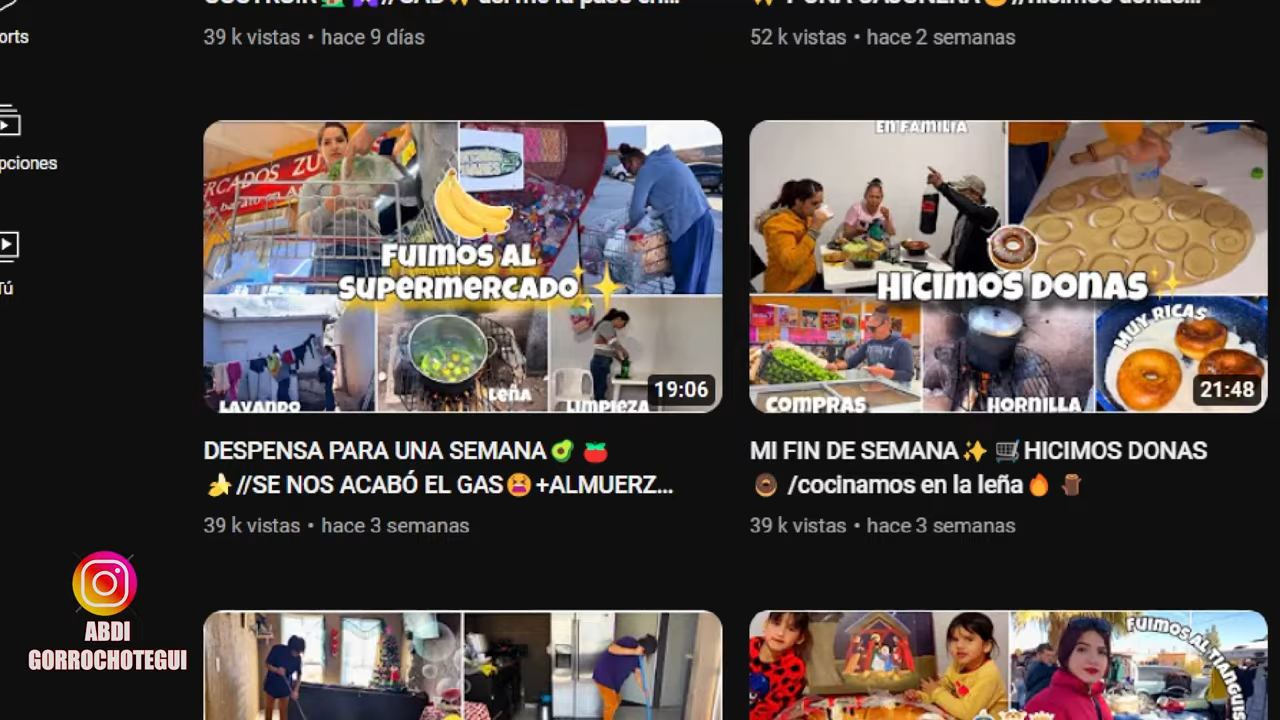 orts
39 k vistas • hace 9 días
52 k vistas • hace 2 semanas
pciones
Tú
ERCADOS ZU
FUIMOS AL
SUPERMERCADO
LAVANDO
LEÑA
LIMPIEZA
19:06
EN FAMILIA
HICIMOS DONAS
MUY RICAS
COMPRAS
HORNILLA
21:48
DESPENSA PARA UNA SEMANA🥑 🍅
🍌//SE NOS ACABÓ EL GAS😫+ALMUERZ...
39 k vistas • hace 3 semanas
MI FIN DE SEMANA✨ 🛒HICIMOS DONAS
🍩 /cocinamos en la leña🔥 🪵
39 k vistas • hace 3 semanas
ABDI
GORROCHOTEGUI
FUIMOS AL TIANGUIS